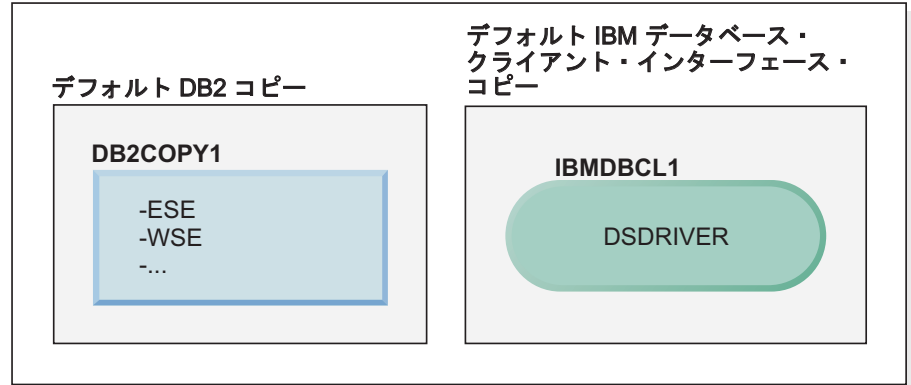 デフォルト DB2 コピー
DB2COPY1
-ESE
-WSE
-...
デフォルト IBM データベース・
クライアント・インターフェース・
コピー
IBMDBCL1
DSDRIVER